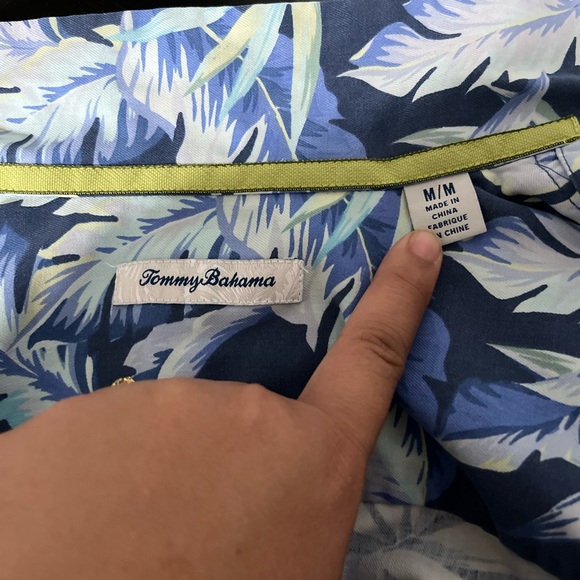 M/M
MADE IN
CHINA
FABRIQUE
CHINE
Tommy Bahama